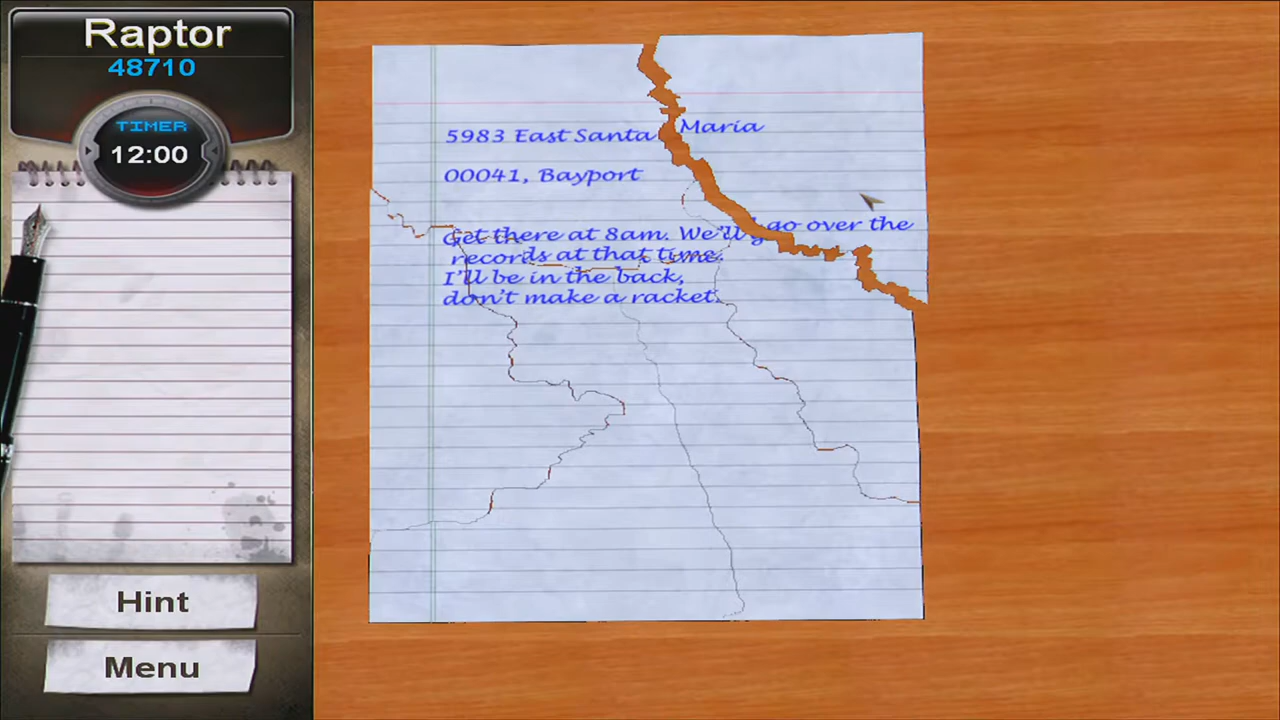 Raptor
48710
TIMER
12:00
5983 East Santa Maria
00041, Bayport
Get there at 8am. We'll go over the
records at that time.
I'll be in the back,
don't make a racket.
Hint
Menu